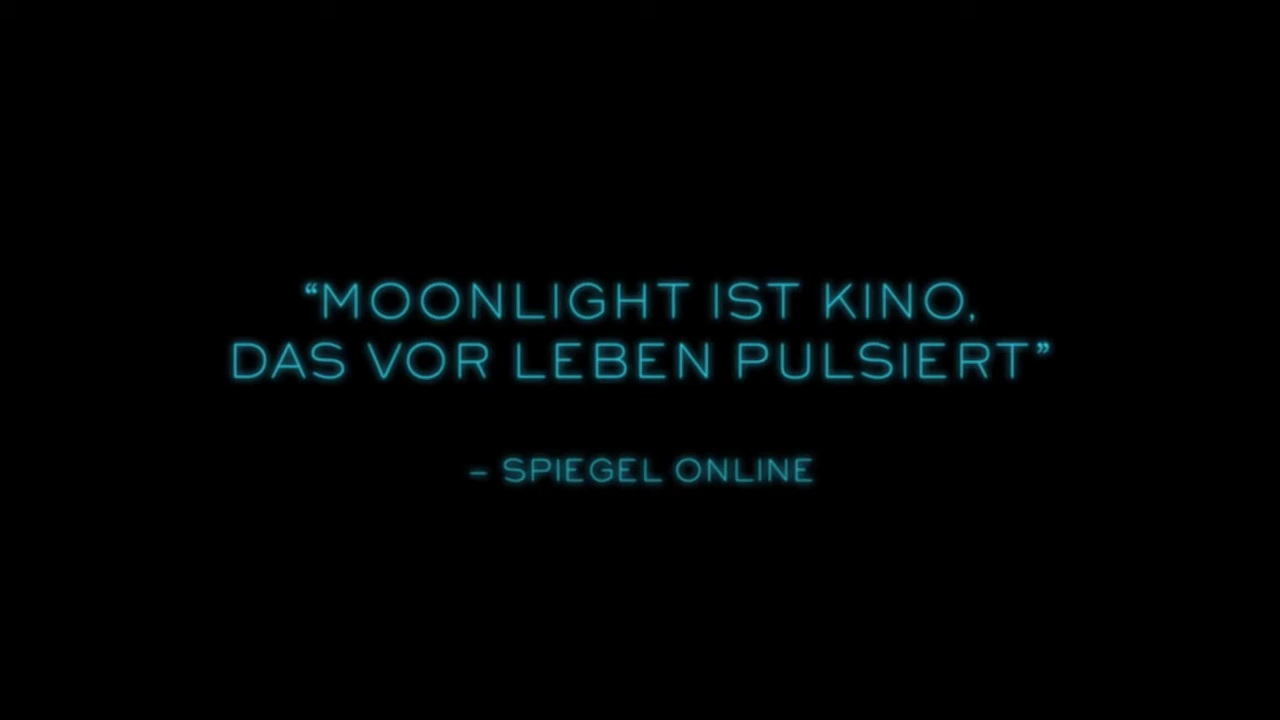 “MOONLIGHT IST KINO,
DAS VOR LEBEN PULSIERT”
– SPIEGEL ONLINE